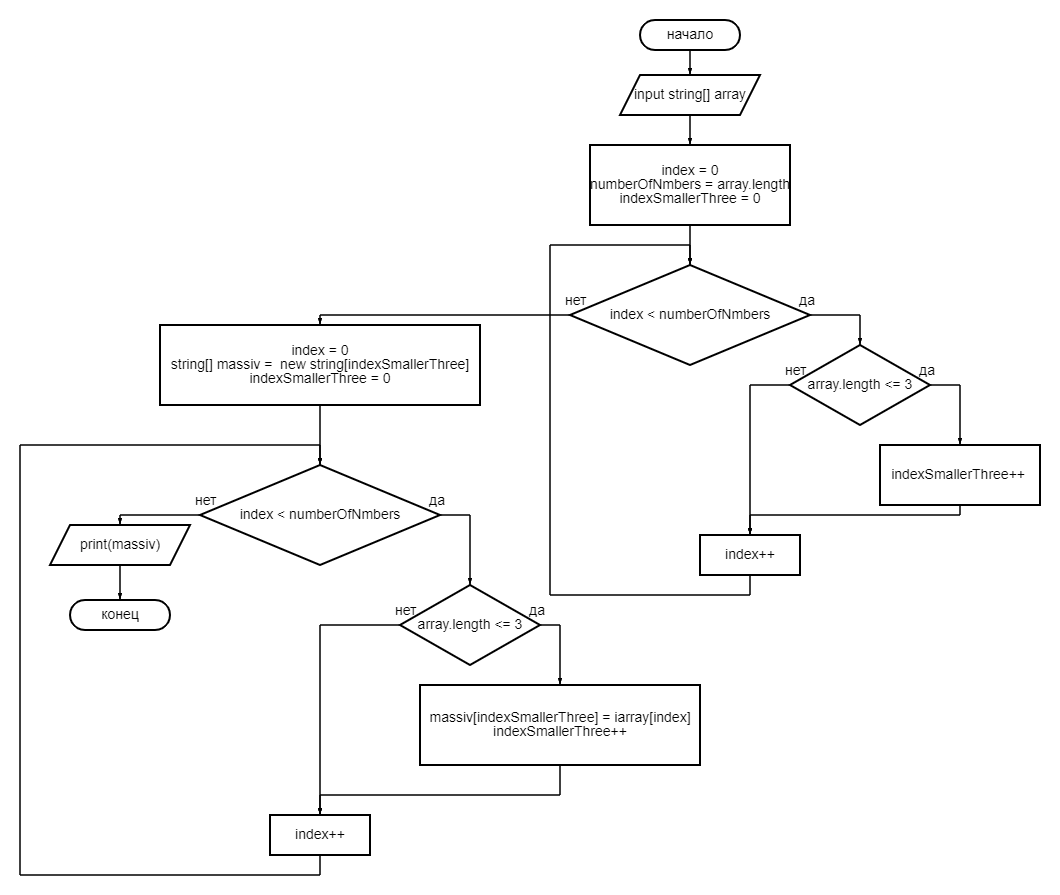 начало
input string[] array
index = 0
numberOfNmbers = array.length
indexSmallerThree = 0
нет
да
index < numberOfNmbers
нет
да
array.length <= 3
indexSmallerThree++
index++
index = 0
string[] massiv = new string[indexSmallerThree]
indexSmallerThree = 0
нет
да
index < numberOfNmbers
print(massiv)
конец
нет
да
array.length <= 3
massiv[indexSmallerThree] = iarray[index]
indexSmallerThree++
index++